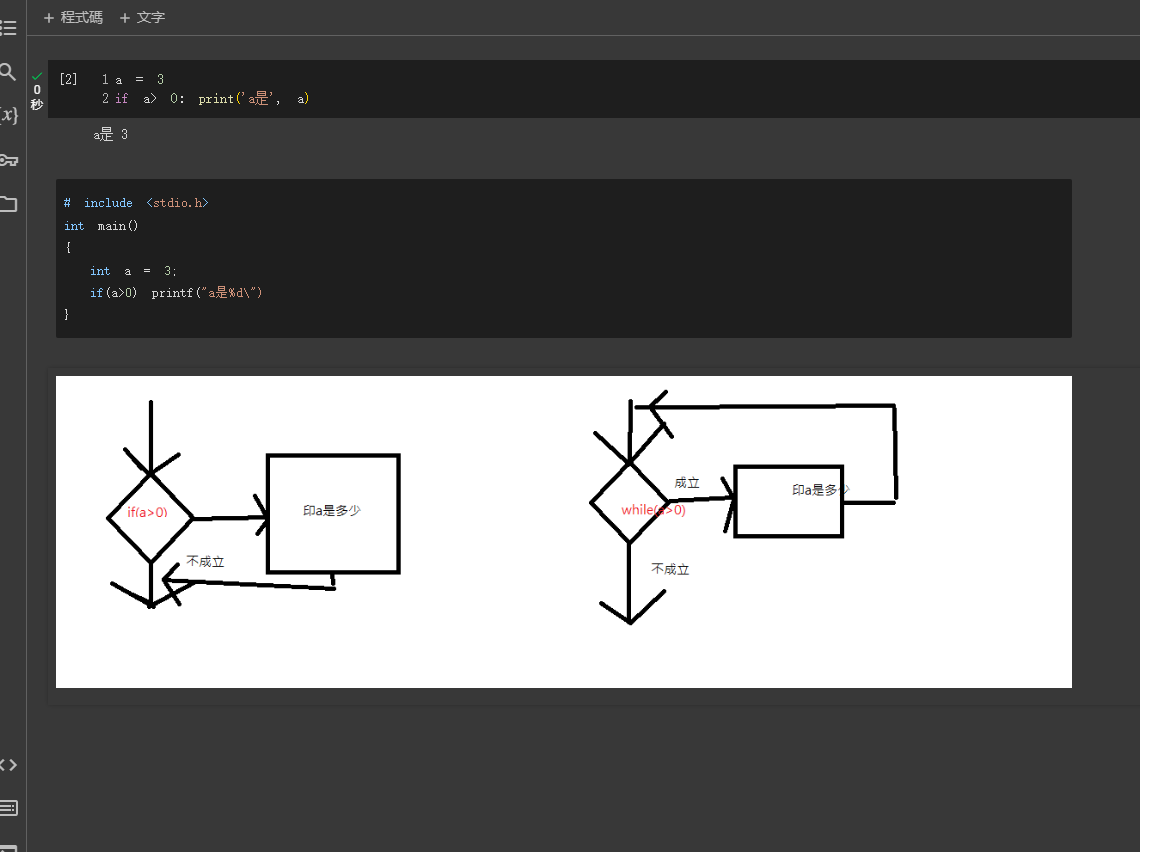 + 程式碼 + 文字
[2] 1 a = 3
0 2 if a> 0: print('a是', a)
秒
{x}
a是 3
# include <stdio.h>
int main()
{
int a = 3;
if(a>0) printf("a是%d\")
}
if(a>0)
印a是多少
不成立
while(a>0)
成立
印a是多少
不成立